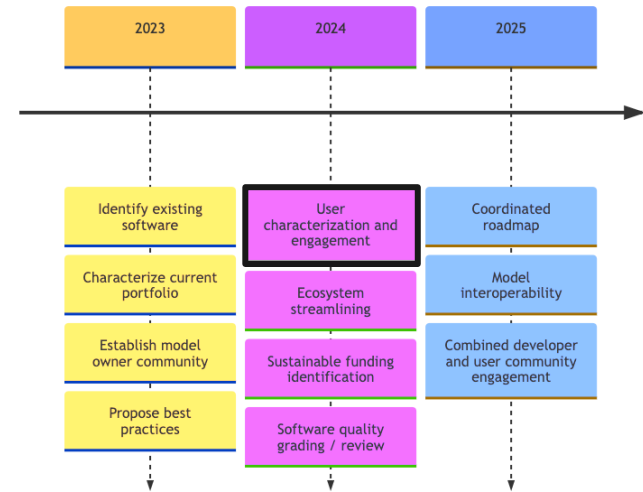 2023
2024
2025
Identify existing
software
Characterize current
portfolio
Establish model
owner community
Propose best
practices
User
characterization and
engagement
Ecosystem
streamlining
Sustainable funding
identification
Software quality
grading / review
Coordinated
roadmap
Model
interoperability
Combined developer
and user community
engagement